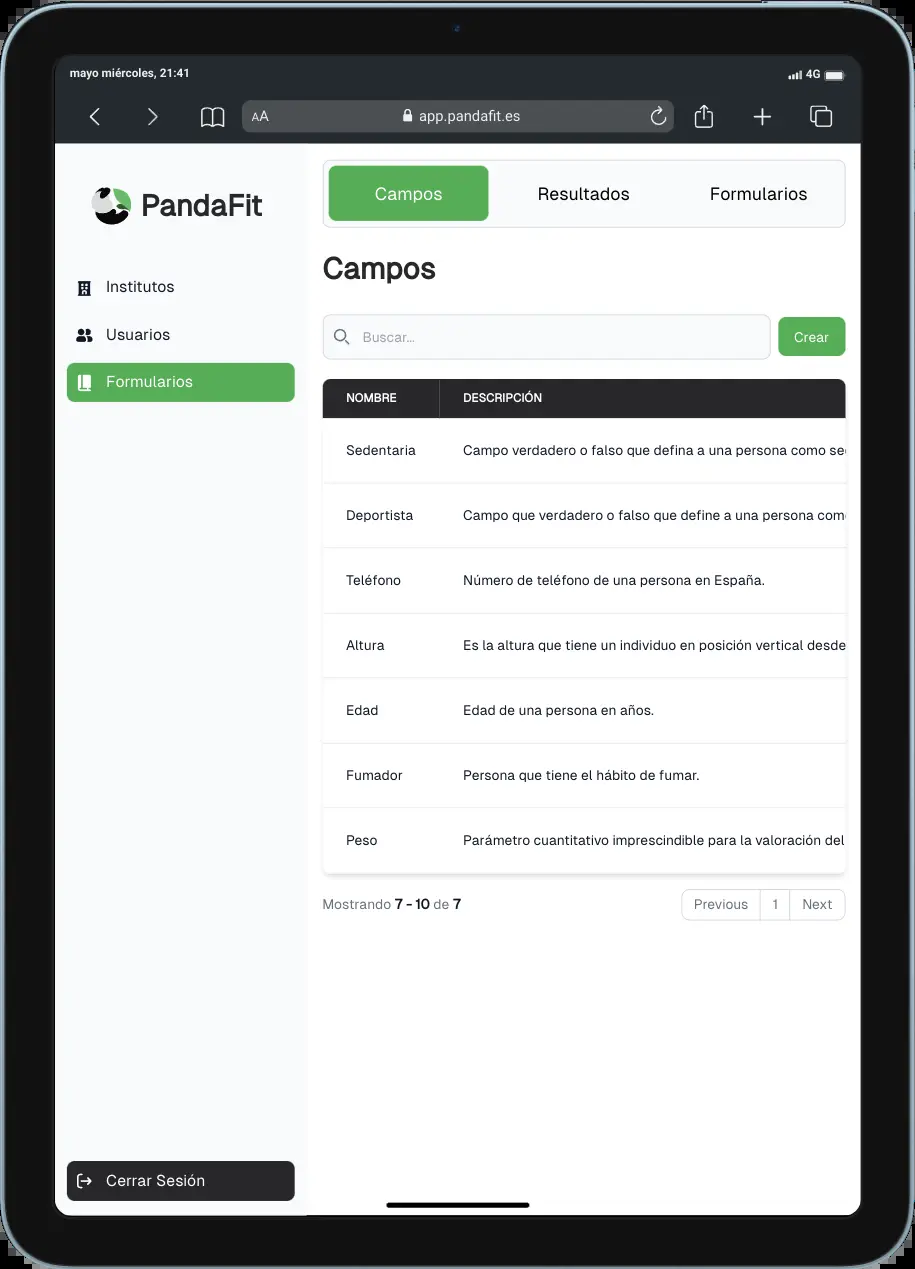 mayo miércoles, 21:41
4G
AA
app.pandafit.es
PandaFit
Institutos
Usuarios
Formularios
Cerrar Sesión
Campos
Resultados
Formularios
Campos
Buscar...
Crear
NOMBRE
DESCRIPCIÓN
Sedentaria
Campo verdadero o falso que defina a una persona como se
Deportista
Campo que verdadero o falso que define a una persona com
Teléfono
Número de teléfono de una persona en España.
Altura
Es la altura que tiene un individuo en posición vertical desde
Edad
Edad de una persona en años.
Fumador
Persona que tiene el hábito de fumar.
Peso
Parámetro cuantitativo imprescindible para la valoración del
Mostrando 7 - 10 de 7
Previous
1
Next